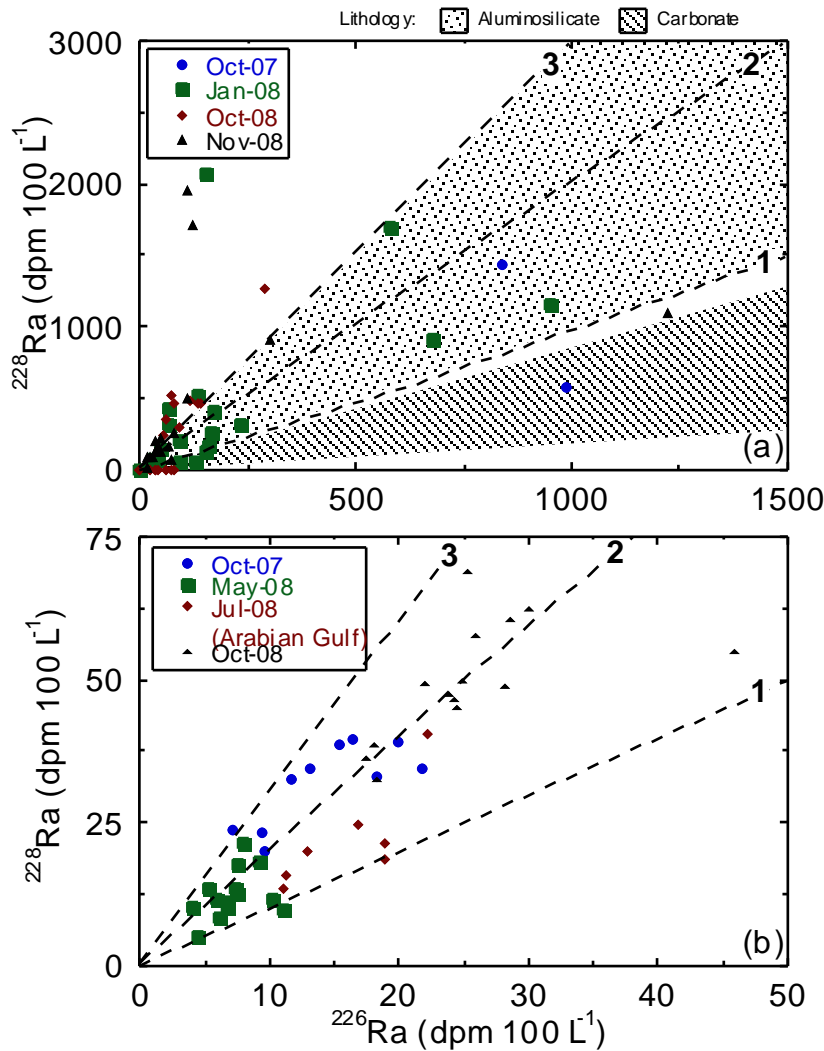 Lithology: Aluminosilicate Carbonate
3000
2000
1000
0
²²⁸Ra (dpm 100 L⁻¹)
Oct-07
Jan-08
Oct-08
Nov-08
3
2
1
(a)
0 500 1000 1500
75
50
25
0
²²⁸Ra (dpm 100 L⁻¹)
Oct-07
May-08
Jul-08
(Arabian Gulf)
Oct-08
3
2
1
(b)
0 10 20 30 40 50
²²⁶Ra (dpm 100 L⁻¹)